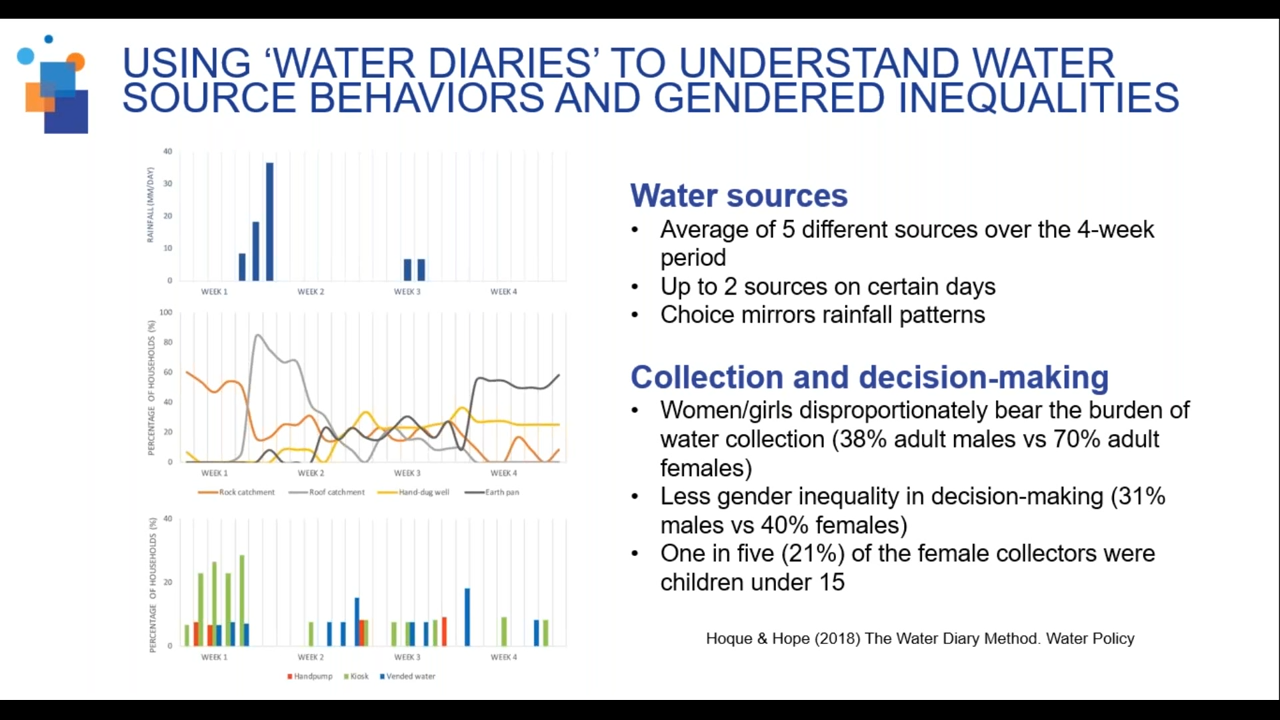 USING ‘WATER DIARIES’ TO UNDERSTAND WATER
SOURCE BEHAVIORS AND GENDERED INEQUALITIES
RAINFALL (MM/DAY)
40
30
20
10
0
WEEK 1 WEEK 2 WEEK 3 WEEK 4
PERCENTAGE OF HOUSEHOLDS (%)
100
80
60
40
20
0
WEEK 1 WEEK 2 WEEK 3 WEEK 4
Rock catchment Roof catchment Hand-dug well Earth pan
PERCENTAGE OF HOUSEHOLDS (%)
40
20
0
WEEK 1 WEEK 2 WEEK 3 WEEK 4
Handpump Kiosk Vended water
Water sources
• Average of 5 different sources over the 4-week
period
• Up to 2 sources on certain days
• Choice mirrors rainfall patterns
Collection and decision-making
• Women/girls disproportionately bear the burden of
water collection (38% adult males vs 70% adult
females)
• Less gender inequality in decision-making (31%
males vs 40% females)
• One in five (21%) of the female collectors were
children under 15
Hoque & Hope (2018) The Water Diary Method. Water Policy